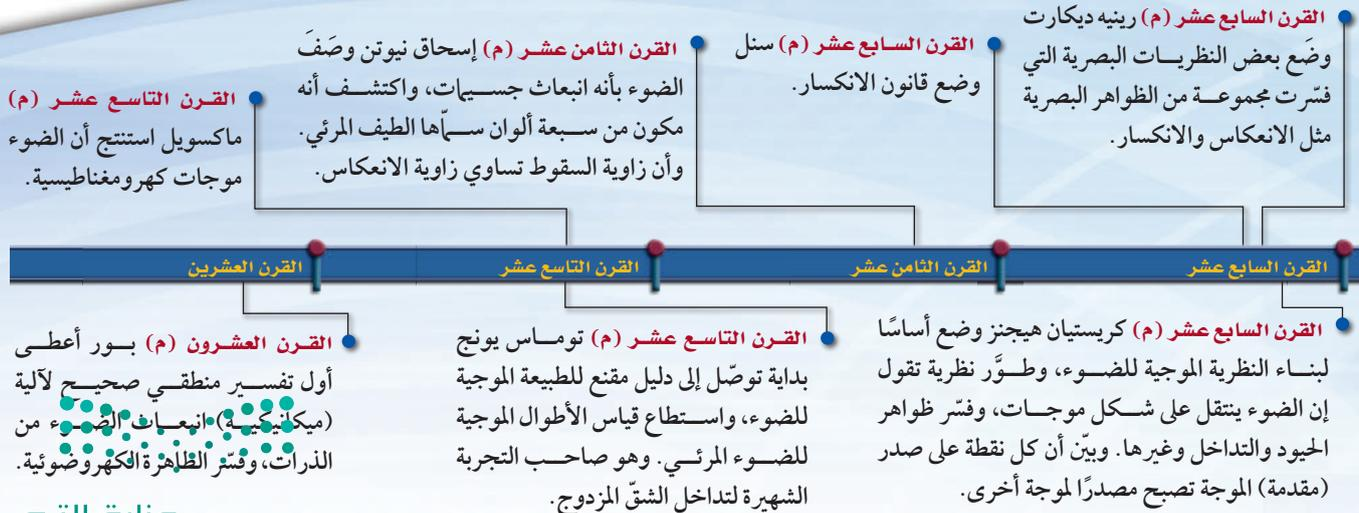 القرن السابع عشر (م) رينيه ديكارت
وضَع بعض النظريات البصرية التي
فسّرت مجموعة من الظواهر البصرية
مثل الانعكاس والانكسار.
القرن السابع عشر (م) سنل
وضع قانون الانكسار.
القرن الثامن عشر (م) إسحاق نيوتن وصَفَ
الضوء بأنه انبعاث جسيمات، واكتشف أنه
مكون من سبعة ألوان سمّاها الطيف المرئي.
وأن زاوية السقوط تساوي زاوية الانعكاس.
القرن التاسع عشر (م)
ماكسويل استنتج أن الضوء
موجات كهرومغناطيسية.
القرن السابع عشر
القرن الثامن عشر
القرن التاسع عشر
القرن العشرين
القرن السابع عشر (م) كريستيان هيجنز وضع أساسًا
لبناء النظرية الموجية للضوء، وطوَّر نظرية تقول
إن الضوء ينتقل على شكل موجات، وفسّر ظواهر
الحيود والتداخل وغيرها. وبيّن أن كل نقطة على صدر
(مقدمة) الموجة تصبح مصدرًا لموجة أخرى.
القرن التاسع عشر (م) توماس يونج
بداية توصّل إلى دليل مقنع للطبيعة الموجية
للضوء، واستطاع قياس الأطوال الموجية
للضوء المرئي. وهو صاحب التجربة
الشهيرة لتداخل الشقّ المزدوج.
القرن العشرون (م) بور أعطى
أول تفسير منطقي صحيح لآلية
(ميكانيكية) انبعاث الضوء من
الذرات، وفسّر الظاهرة الكهروضوئية.